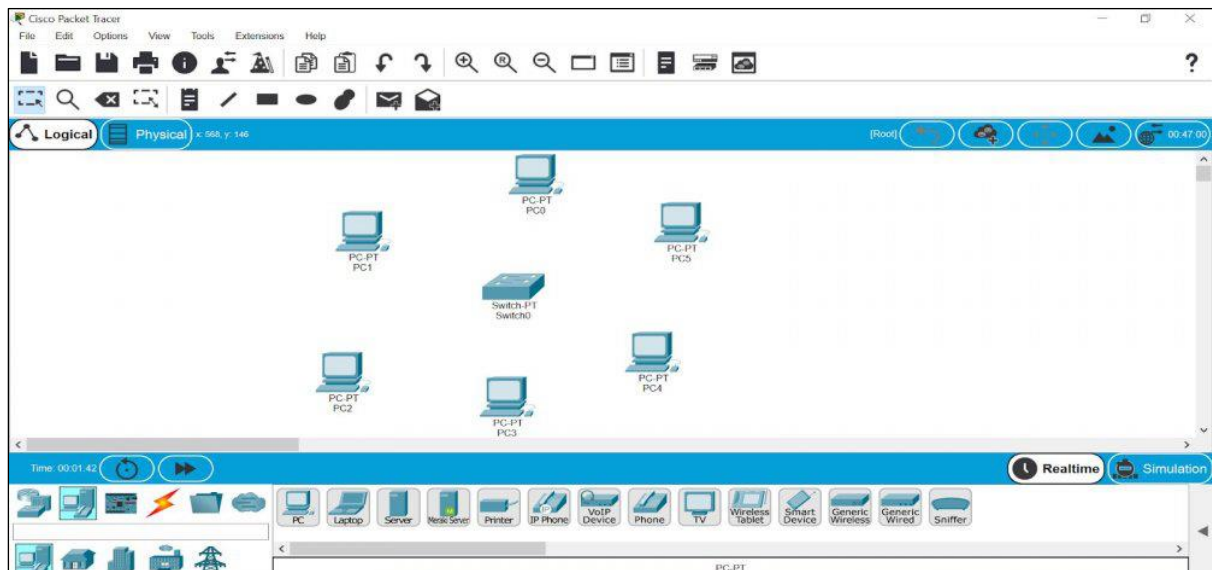 Cisco Packet Tracer
File Edit Options View Tools Extensions Help
?
Logical Physical x: 568, y: 146 [Root] 00:47:00
PC-PT
PC0
PC-PT
PC1
PC-PT
PC5
Switch-PT
Switch0
PC-PT
PC4
PC-PT
PC2
PC-PT
PC3
Time: 00:01:42 Realtime Simulation
PC Laptop Server Meraki Server Printer IP Phone VoIP Device Phone TV Wireless Tablet Smart Device Generic Wireless Generic Wired Sniffer
PC-PT